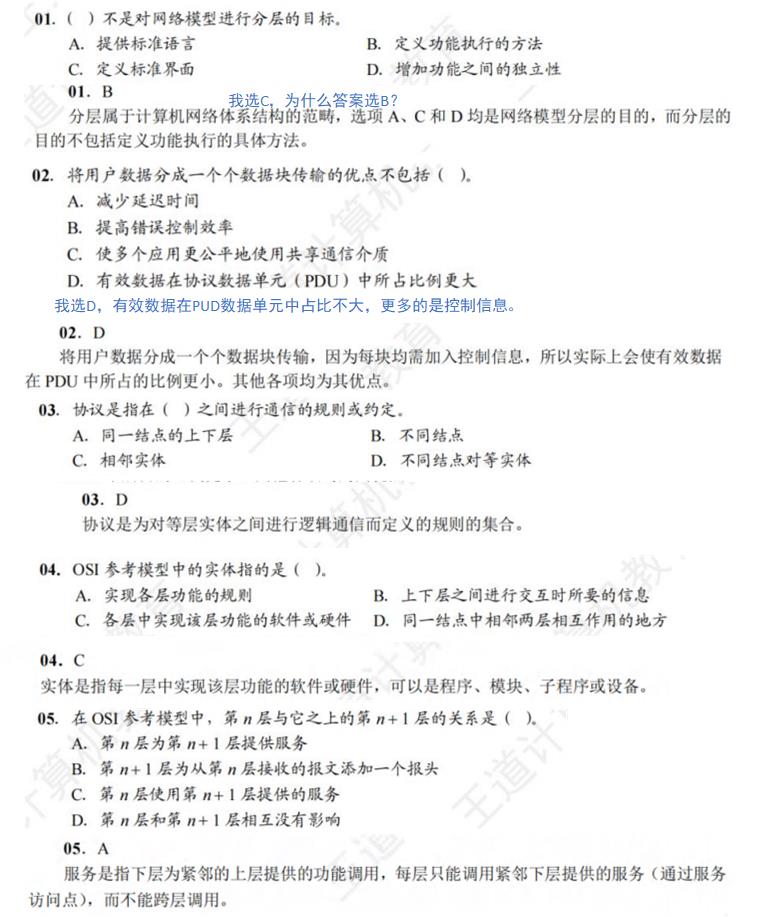 01.（ ）不是对网络模型进行分层的目标。
A. 提供标准语言 B. 定义功能执行的方法
C. 定义标准界面 D. 增加功能之间的独立性
01. B
我选C，为什么答案选B？
分层属于计算机网络体系结构的范畴，选项 A、C 和 D 均是网络模型分层的目的，而分层的
目的不包括定义功能执行的具体方法。
02. 将用户数据分成一个个数据块传输的优点不包括（ ）。
A. 减少延迟时间
B. 提高错误控制效率
C. 使多个应用更公平地使用共享通信介质
D. 有效数据在协议数据单元（PDU）中所占比例更大
我选D，有效数据在PUD数据单元中占比不大，更多的是控制信息。
02. D
将用户数据分成一个个数据块传输，因为每块均需加入控制信息，所以实际上会使有效数据
在 PDU 中所占的比例更小。其他各项均为其优点。
03. 协议是指在（ ）之间进行通信的规则或约定。
A. 同一结点的上下层 B. 不同结点
C. 相邻实体 D. 不同结点对等实体
03. D
协议是为对等层实体之间进行逻辑通信而定义的规则的集合。
04. OSI 参考模型中的实体指的是（ ）。
A. 实现各层功能的规则 B. 上下层之间进行交互时所要的信息
C. 各层中实现该层功能的软件或硬件 D. 同一结点中相邻两层相互作用的地方
04. C
实体是指每一层中实现该层功能的软件或硬件，可以是程序、模块、子程序或设备。
05. 在 OSI 参考模型中，第 n 层与它之上的第 n+1 层的关系是（ ）。
A. 第 n 层为第 n+1 层提供服务
B. 第 n+1 层为从第 n 层接收的报文添加一个报头
C. 第 n 层使用第 n+1 层提供的服务
D. 第 n 层和第 n+1 层相互没有影响
05. A
服务是指下层为紧邻的上层提供的功能调用，每层只能调用紧邻下层提供的服务（通过服务
访问点），而不能跨层调用。